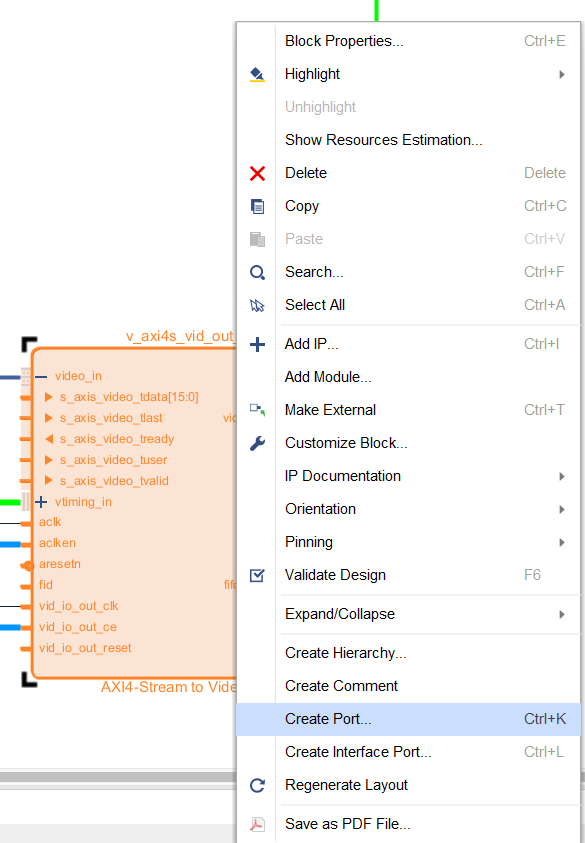 Block Properties... Ctrl+E
Highlight
Unhighlight
Show Resources Estimation...
Delete Delete
Copy Ctrl+C
Paste Ctrl+V
Search... Ctrl+F
Select All Ctrl+A
Add IP... Ctrl+I
Add Module...
Make External Ctrl+T
Customize Block...
IP Documentation
Orientation
Pinning
Validate Design F6
Expand/Collapse
Create Hierarchy...
Create Comment
Create Port... Ctrl+K
Create Interface Port... Ctrl+L
Regenerate Layout
Save as PDF File...
v_axi4s_vid_out_
video_in
s_axis_video_tdata[15:0]
s_axis_video_tlast vid
s_axis_video_tready
s_axis_video_tuser
s_axis_video_tvalid
vtiming_in
aclk
aclken
aresetn
fid fifo
vid_io_out_clk
vid_io_out_ce
vid_io_out_reset
AXI4-Stream to Vide